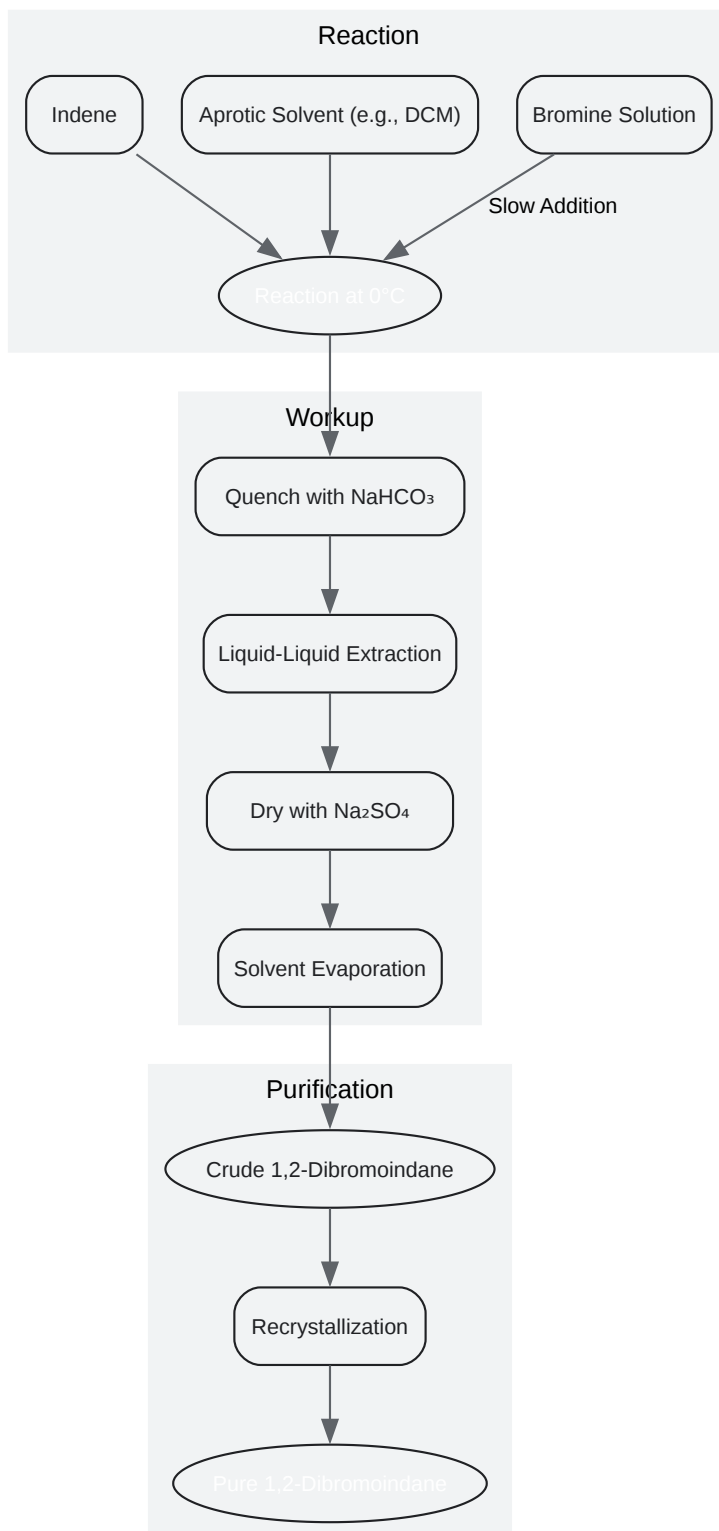 Reaction
Indene
Aprotic Solvent (e.g., DCM)
Bromine Solution
Slow Addition
Reaction at 0°C
Workup
Quench with NaHCO₃
Liquid-Liquid Extraction
Dry with Na₂SO₄
Solvent Evaporation
Purification
Crude 1,2-Dibromoindane
Recrystallization
Pure 1,2-Dibromoindane